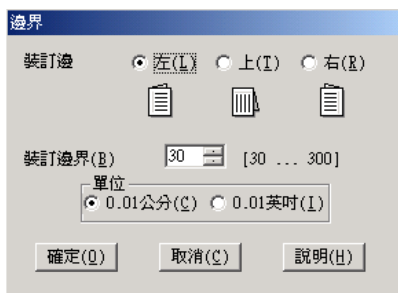 邊界
裝訂邊 左(L) 上(T) 右(R)
裝訂邊界(B) 30 [30 ... 300]
單位
0.01公分(C) 0.01英吋(I)
確定(O) 取消(C) 說明(H)